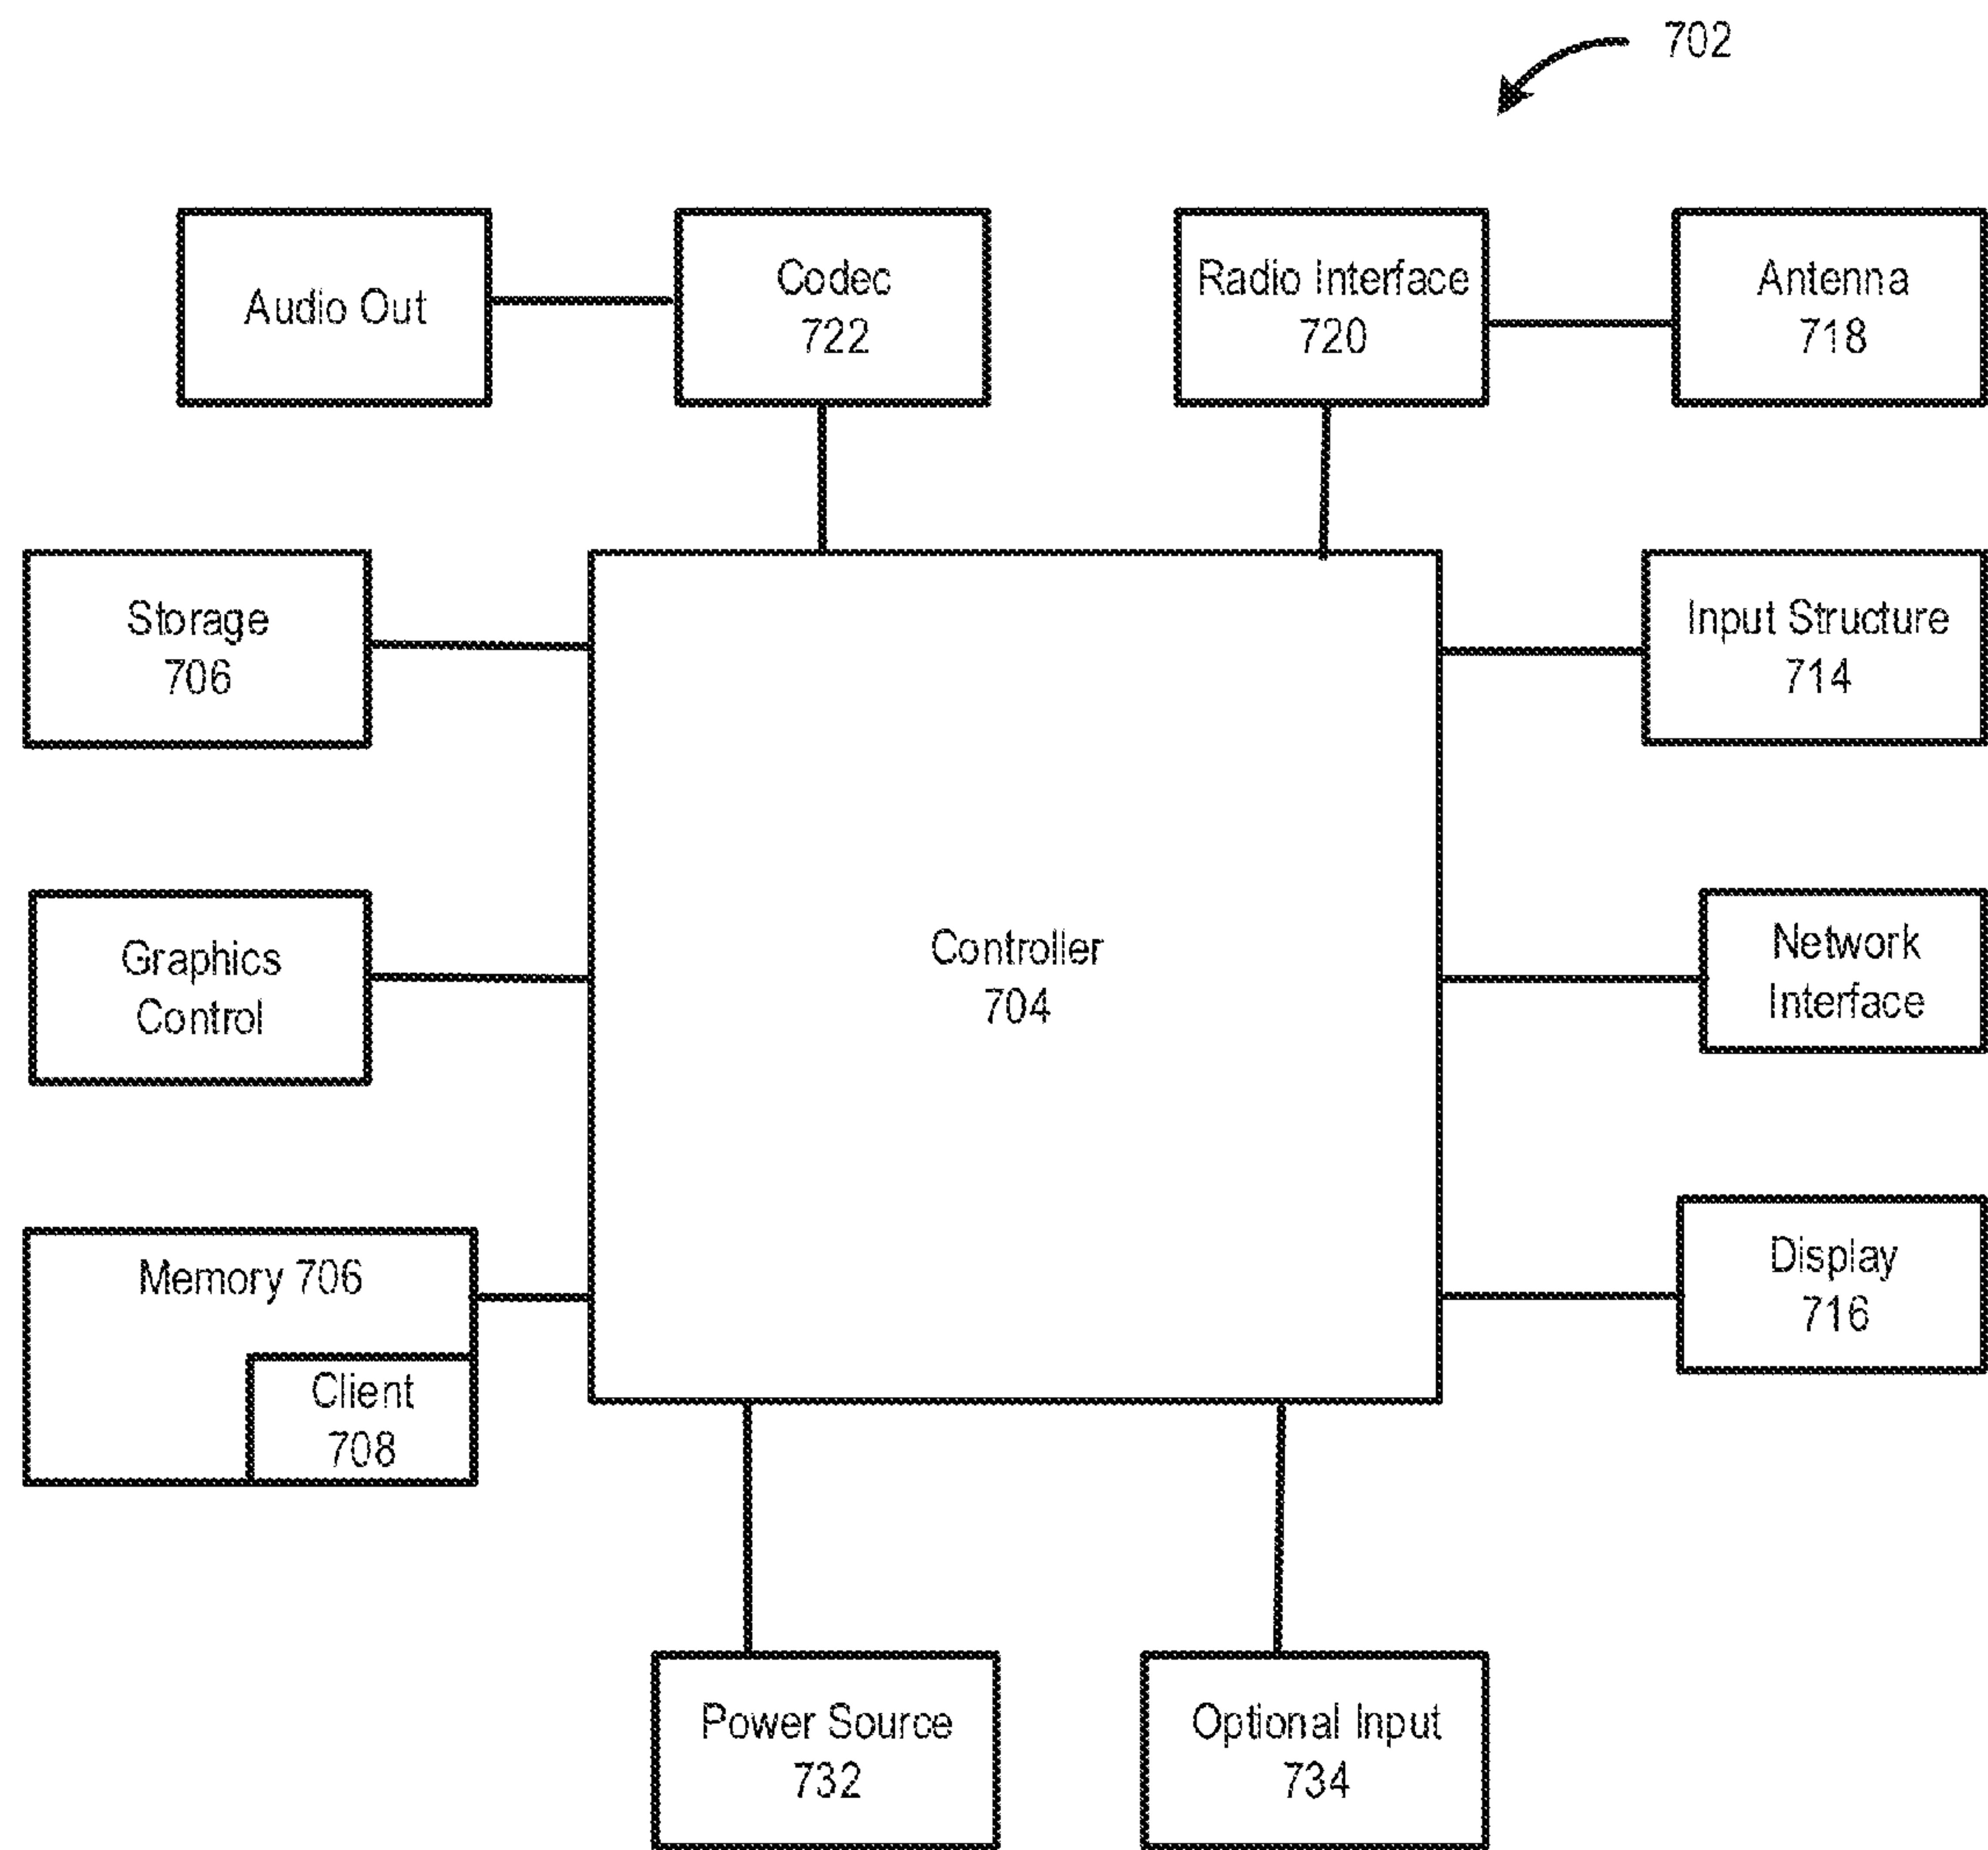 702
Audio Out
Codec
722
Radio Interface
720
Antenna
718
Storage
706
Input Structure
714
Graphics
Control
Controller
704
Network
Interface
Memory 706
Client
708
Display
716
Power Source
732
Optional Input
734